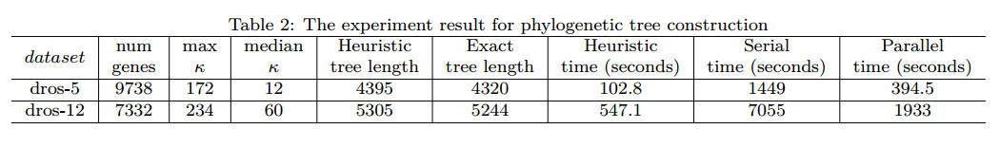 Table 2: The experiment result for phylogenetic tree construction
dataset num genes max κ median κ Heuristic tree length Exact tree length Heuristic time (seconds) Serial time (seconds) Parallel time (seconds)
dros-5 9738 172 12 4395 4320 102.8 1449 394.5
dros-12 7332 234 60 5305 5244 547.1 7055 1933